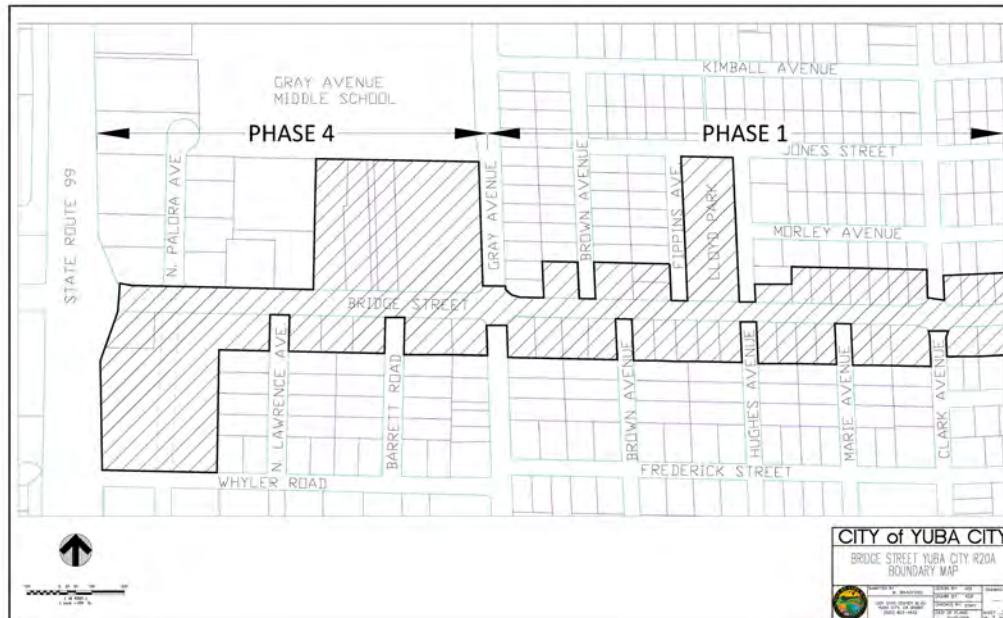 KIMBALL AVENUE
GRAY AVENUE
MIDDLE SCHOOL
PHASE 4
PHASE 1
JONES STREET
STATE ROUTE 99
N. PALORA AVE.
GRAY AVENUE
BROWN AVENUE
FIPPINS AVE.
LLOYD PARK
MORLEY AVENUE
BRIDGE STREET
N. LAWRENCE AVE.
BARRETT ROAD
BROWN AVENUE
HUGHES AVENUE
MARIE AVENUE
CLARK AVENUE
FREDERICK STREET
WHYLER ROAD
CITY of YUBA CITY
BRIDGE STREET YUBA CITY R20A
BOUNDARY MAP